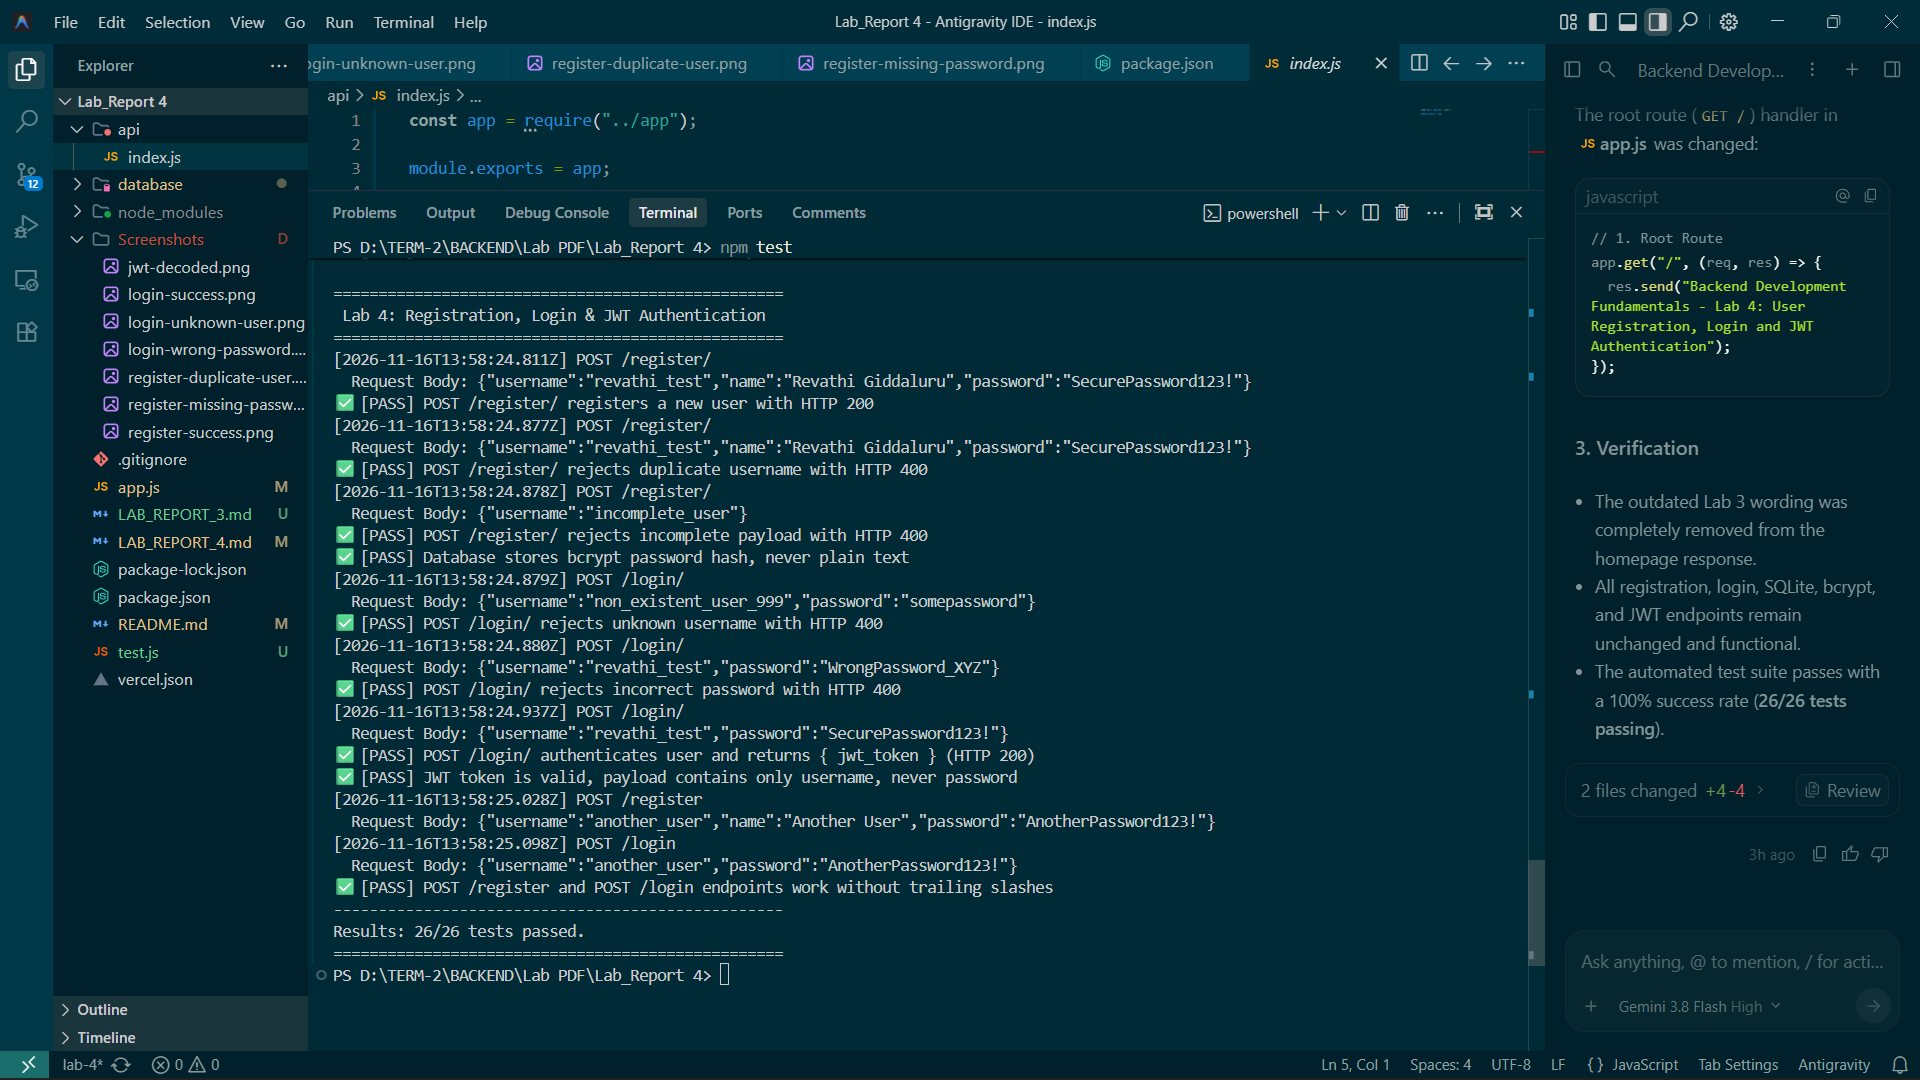 File Edit Selection View Go Run Terminal Help
Lab_Report 4 - Antigravity IDE - index.js
Explorer
Lab_Report 4
api
JS index.js
database
node_modules
Screenshots D
jwt-decoded.png
login-success.png
login-unknown-user.png
login-wrong-password....
register-duplicate-user....
register-missing-passw...
register-success.png
.gitignore
JS app.js M
LAB_REPORT_3.md U
LAB_REPORT_4.md M
package-lock.json
package.json
README.md M
JS test.js U
vercel.json
Outline
Timeline
12
ogin-unknown-user.png register-duplicate-user.png register-missing-password.png package.json JS index.js
api > JS index.js > ...
1 const app = require("../app");
2
3 module.exports = app;
Problems Output Debug Console Terminal Ports Comments
powershell
PS D:\TERM-2\BACKEND\Lab PDF\Lab_Report 4> npm test
==================================================
Lab 4: Registration, Login & JWT Authentication
==================================================
[2026-11-16T13:58:24.811Z] POST /register/
Request Body: {"username":"revathi_test","name":"Revathi Giddaluru","password":"SecurePassword123!"}
✅ [PASS] POST /register/ registers a new user with HTTP 200
[2026-11-16T13:58:24.877Z] POST /register/
Request Body: {"username":"revathi_test","name":"Revathi Giddaluru","password":"SecurePassword123!"}
✅ [PASS] POST /register/ rejects duplicate username with HTTP 400
[2026-11-16T13:58:24.878Z] POST /register/
Request Body: {"username":"incomplete_user"}
✅ [PASS] POST /register/ rejects incomplete payload with HTTP 400
✅ [PASS] Database stores bcrypt password hash, never plain text
[2026-11-16T13:58:24.879Z] POST /login/
Request Body: {"username":"non_existent_user_999","password":"somepassword"}
✅ [PASS] POST /login/ rejects unknown username with HTTP 400
[2026-11-16T13:58:24.880Z] POST /login/
Request Body: {"username":"revathi_test","password":"WrongPassword_XYZ"}
✅ [PASS] POST /login/ rejects incorrect password with HTTP 400
[2026-11-16T13:58:24.937Z] POST /login/
Request Body: {"username":"revathi_test","password":"SecurePassword123!"}
✅ [PASS] POST /login/ authenticates user and returns { jwt_token } (HTTP 200)
✅ [PASS] JWT token is valid, payload contains only username, never password
[2026-11-16T13:58:25.028Z] POST /register
Request Body: {"username":"another_user","name":"Another User","password":"AnotherPassword123!"}
[2026-11-16T13:58:25.098Z] POST /login
Request Body: {"username":"another_user","password":"AnotherPassword123!"}
✅ [PASS] POST /register and POST /login endpoints work without trailing slashes
--------------------------------------------------
Results: 26/26 tests passed.
==================================================
PS D:\TERM-2\BACKEND\Lab PDF\Lab_Report 4>
Backend Develop...
The root route ( GET / ) handler in
JS app.js was changed:
javascript
// 1. Root Route
app.get("/", (req, res) => {
res.send("Backend Development
Fundamentals - Lab 4: User
Registration, Login and JWT
Authentication");
});
3. Verification
• The outdated Lab 3 wording was
completely removed from the
homepage response.
• All registration, login, SQLite, bcrypt,
and JWT endpoints remain
unchanged and functional.
• The automated test suite passes with
a 100% success rate (26/26 tests
passing).
2 files changed +4 -4 > Review
3h ago
Ask anything, @ to mention, / for acti...
+ Gemini 3.8 Flash High
lab-4* 0 0
Ln 5, Col 1 Spaces: 4 UTF-8 LF {} JavaScript Tab Settings Antigravity